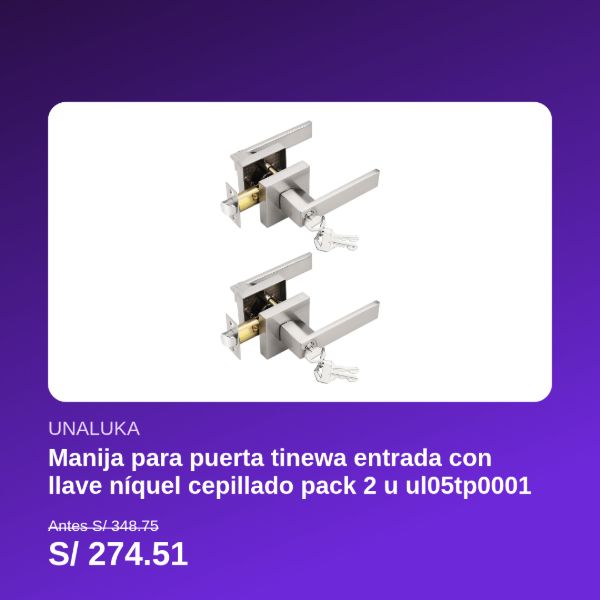 UNALUKA
Manija para puerta tinewa entrada con
llave níquel cepillado pack 2 u ul05tp0001
Antes S/ 348.75
S/ 274.51